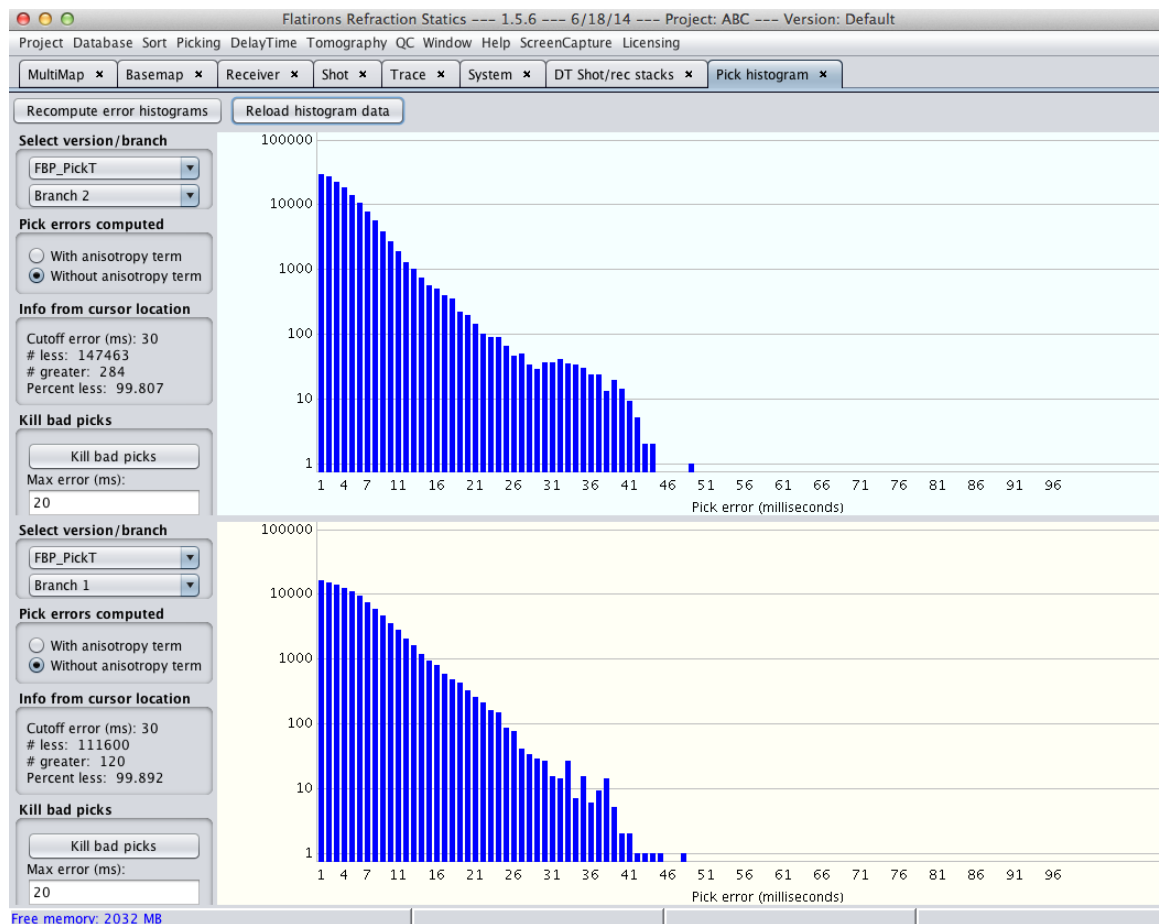 Flatirons Refraction Statics --- 1.5.6 --- 6/18/14 --- Project: ABC --- Version: Default
Project Database Sort Picking DelayTime Tomography QC Window Help ScreenCapture Licensing
MultiMap × Basemap × Receiver × Shot × Trace × System × DT Shot/rec stacks × Pick histogram ×
Recompute error histograms Reload histogram data
Select version/branch
FBP_PickT
Branch 2
Pick errors computed
With anisotropy term
Without anisotropy term
Info from cursor location
Cutoff error (ms): 30
# less: 147463
# greater: 284
Percent less: 99.807
Kill bad picks
Kill bad picks
Max error (ms):
20
100000
10000
1000
100
10
1
1 4 7 11 16 21 26 31 36 41 46 51 56 61 66 71 76 81 86 91 96
Pick error (milliseconds)
Select version/branch
FBP_PickT
Branch 1
Pick errors computed
With anisotropy term
Without anisotropy term
Info from cursor location
Cutoff error (ms): 30
# less: 111600
# greater: 120
Percent less: 99.892
Kill bad picks
Kill bad picks
Max error (ms):
20
100000
10000
1000
100
10
1
1 4 7 11 16 21 26 31 36 41 46 51 56 61 66 71 76 81 86 91 96
Pick error (milliseconds)
Free memory: 2032 MB